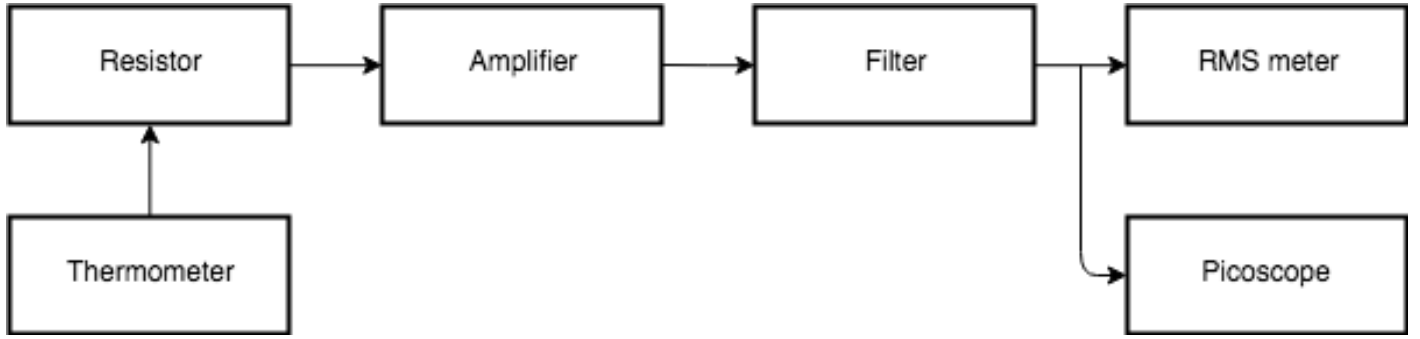 Resistor
Amplifier
Filter
RMS meter
Thermometer
Picoscope